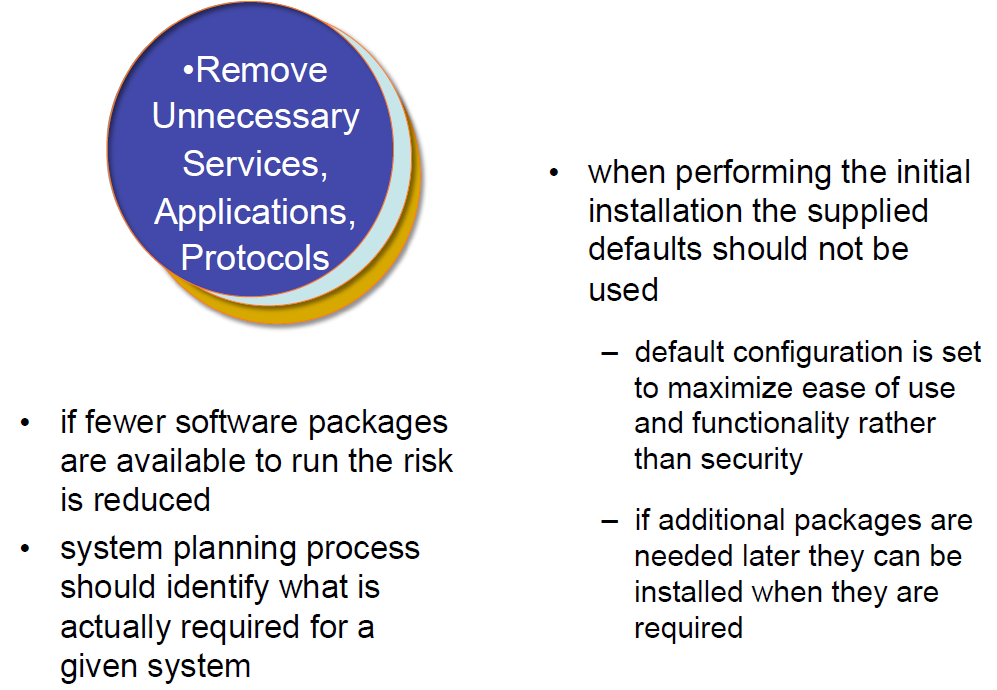 •Remove
Unnecessary
Services,
Applications,
Protocols
• if fewer software packages
are available to run the risk
is reduced
• system planning process
should identify what is
actually required for a
given system
• when performing the initial
installation the supplied
defaults should not be
used
– default configuration is set
to maximize ease of use
and functionality rather
than security
– if additional packages are
needed later they can be
installed when they are
required